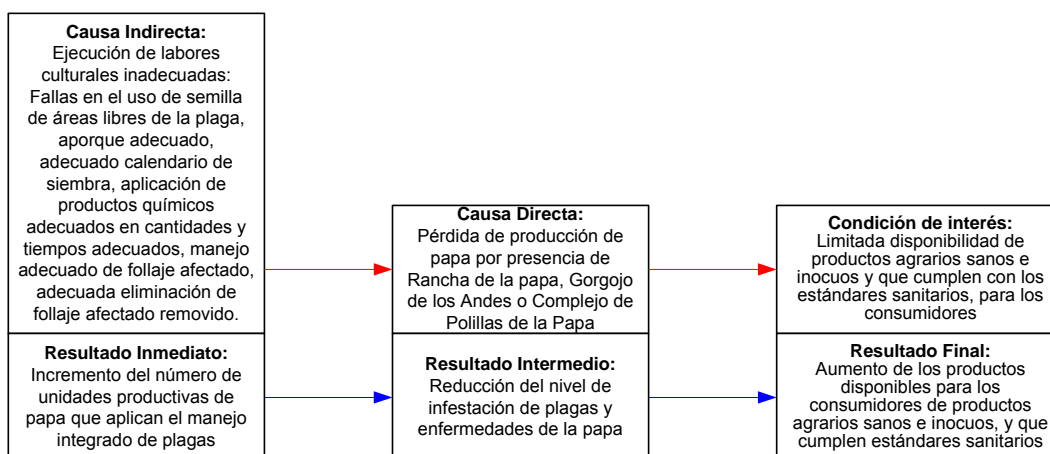 Causa Indirecta:
Ejecución de labores
culturales inadecuadas:
Fallas en el uso de semilla
de áreas libres de la plaga,
aporque adecuado,
adecuado calendario de
siembra, aplicación de
productos químicos
adecuados en cantidades y
tiempos adecuados, manejo
adecuado de follaje afectado,
adecuada eliminación de
follaje afectado removido.
Causa Directa:
Pérdida de producción de
papa por presencia de
Rancha de la papa, Gorgojo
de los Andes o Complejo de
Polillas de la Papa
Condición de interés:
Limitada disponibilidad de
productos agrarios sanos e
inocuos y que cumplen con los
estándares sanitarios, para los
consumidores
Resultado Inmediato:
Incremento del número de
unidades productivas de
papa que aplican el manejo
integrado de plagas
Resultado Intermedio:
Reducción del nivel de
infestación de plagas y
enfermedades de la papa
Resultado Final:
Aumento de los productos
disponibles para los
consumidores de productos
agrarios sanos e inocuos, y que
cumplen estándares sanitarios